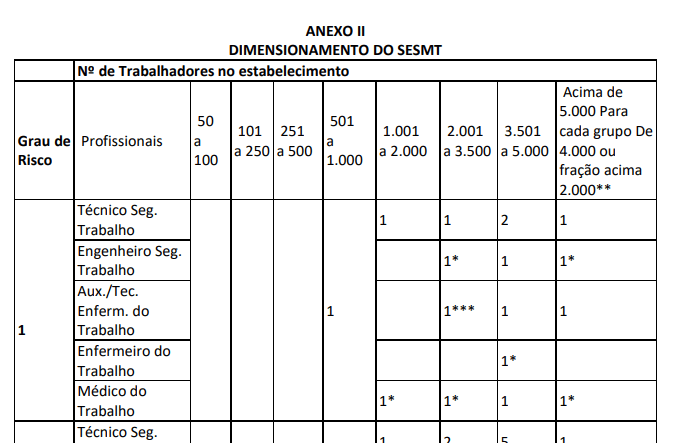 ANEXO II
DIMENSIONAMENTO DO SESMT
Nº de Trabalhadores no estabelecimento
Grau de
Risco
Profissionais
50
a
100
101
a 250
251
a 500
501
a
1.000
1.001
a 2.000
2.001
a 3.500
3.501
a 5.000
Acima de
5.000 Para
cada grupo De
4.000 ou
fração acima
2.000**
1
Técnico Seg.
Trabalho
1
1
2
1
Engenheiro Seg.
Trabalho
1*
1
1*
Aux./Tec.
Enferm. do
Trabalho
1
1***
1
1
Enfermeiro do
Trabalho
1*
Médico do
Trabalho
1*
1*
1
1*
Técnico Seg.
1
2
5
1